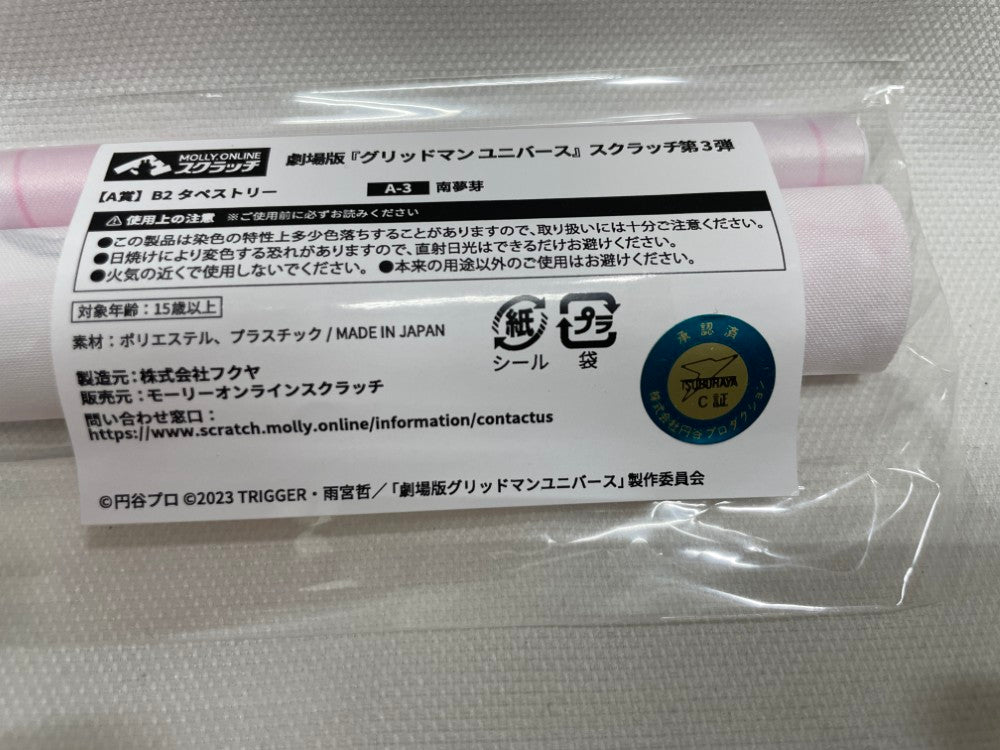 MOLLY.ONLINE
スクラッチ
劇場版『グリッドマン ユニバース』スクラッチ第3弾
【A賞】B2 タペストリー
A-3 南夢芽
使用上の注意 ※ご使用前に必ずお読みください
●この製品は染色の特性上多少色落ちすることがありますので、取り扱いには十分ご注意ください。
●日焼けにより変色する恐れがありますので、直射日光はできるだけお避けください。
●火気の近くで使用しないでください。 ●本来の用途以外のご使用はお避けください。
対象年齢：15歳以上
素材：ポリエステル、プラスチック / MADE IN JAPAN
紙
シール
プラ
袋
製造元：株式会社フクヤ
販売元：モーリーオンラインスクラッチ
問い合わせ窓口：
https://www.scratch.molly.online/information/contactus
承認済
TSUBURAYA
C証
株式会社円谷プロダクション
©円谷プロ ©2023 TRIGGER・雨宮哲／「劇場版グリッドマンユニバース」製作委員会